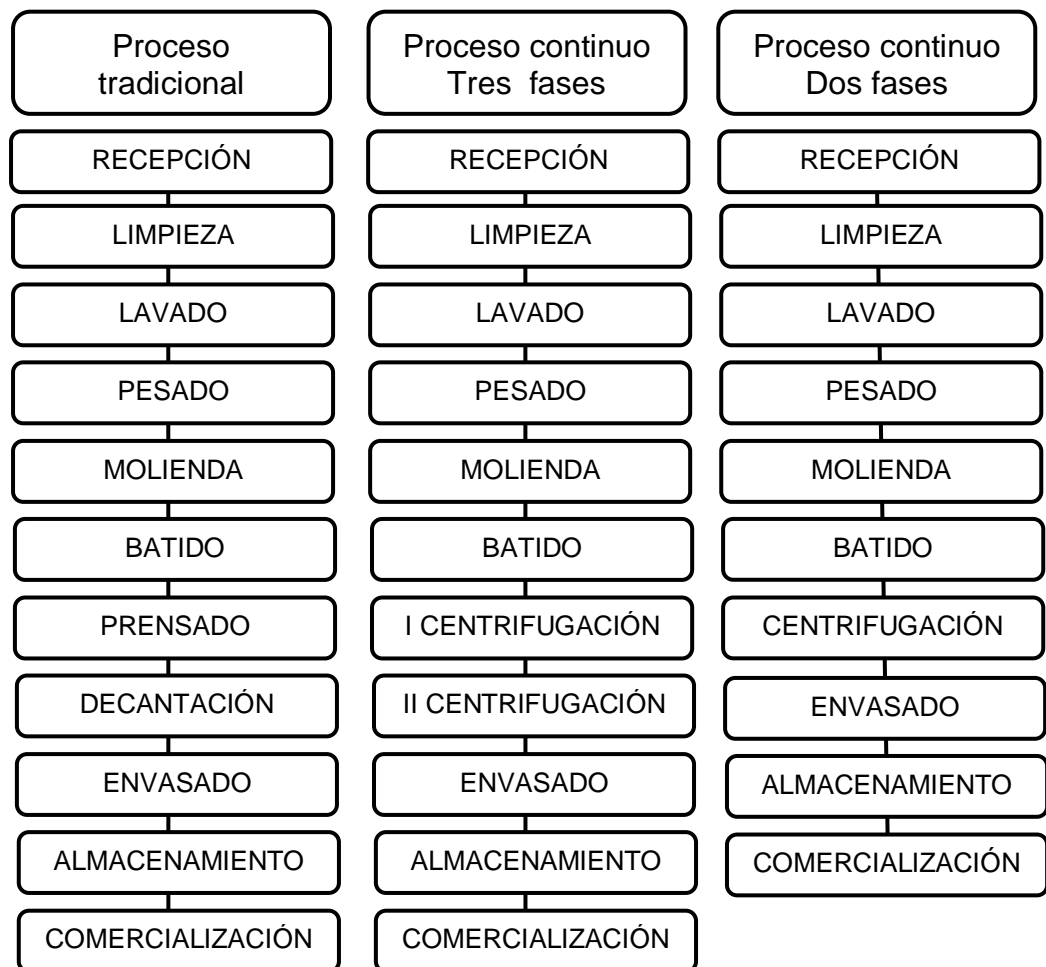 Proceso
tradicional
RECEPCIÓN
LIMPIEZA
LAVADO
PESADO
MOLIENDA
BATIDO
PRENSADO
DECANTACIÓN
ENVASADO
ALMACENAMIENTO
COMERCIALIZACIÓN
Proceso continuo
Tres fases
RECEPCIÓN
LIMPIEZA
LAVADO
PESADO
MOLIENDA
BATIDO
I CENTRIFUGACIÓN
II CENTRIFUGACIÓN
ENVASADO
ALMACENAMIENTO
COMERCIALIZACIÓN
Proceso continuo
Dos fases
RECEPCIÓN
LIMPIEZA
LAVADO
PESADO
MOLIENDA
BATIDO
CENTRIFUGACIÓN
ENVASADO
ALMACENAMIENTO
COMERCIALIZACIÓN